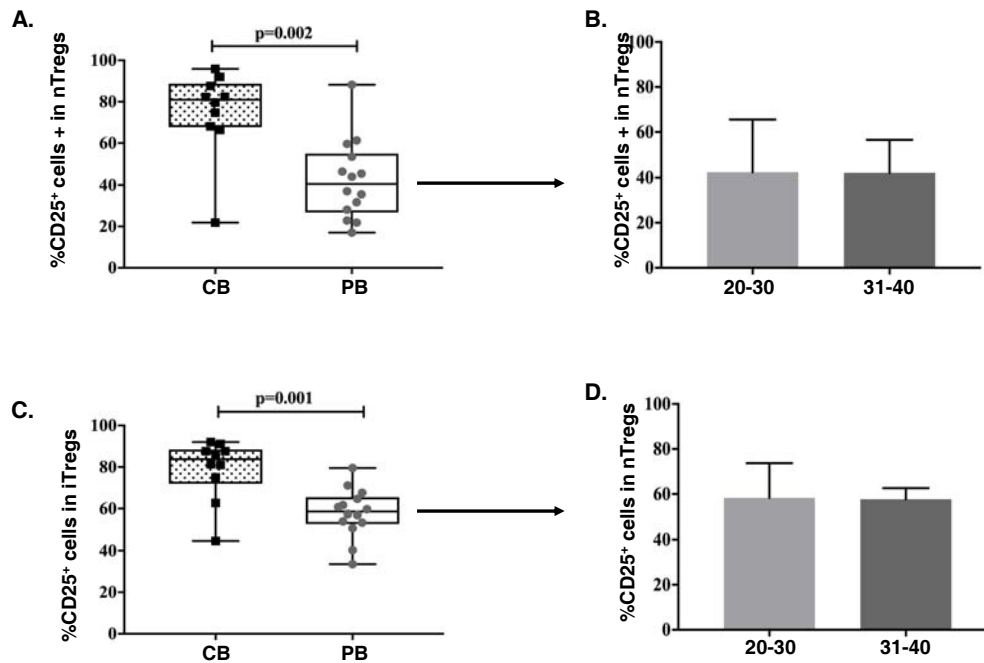 A.
p=0.002
%CD25⁺ cells + in nTregs
100
80
60
40
20
0
CB PB
B.
%CD25⁺ cells + in nTregs
100
80
60
40
20
0
20-30 31-40
C.
p=0.001
%CD25⁺ cells in iTregs
100
80
60
40
20
0
CB PB
D.
%CD25⁺ cells in nTregs
100
80
60
40
20
0
20-30 31-40